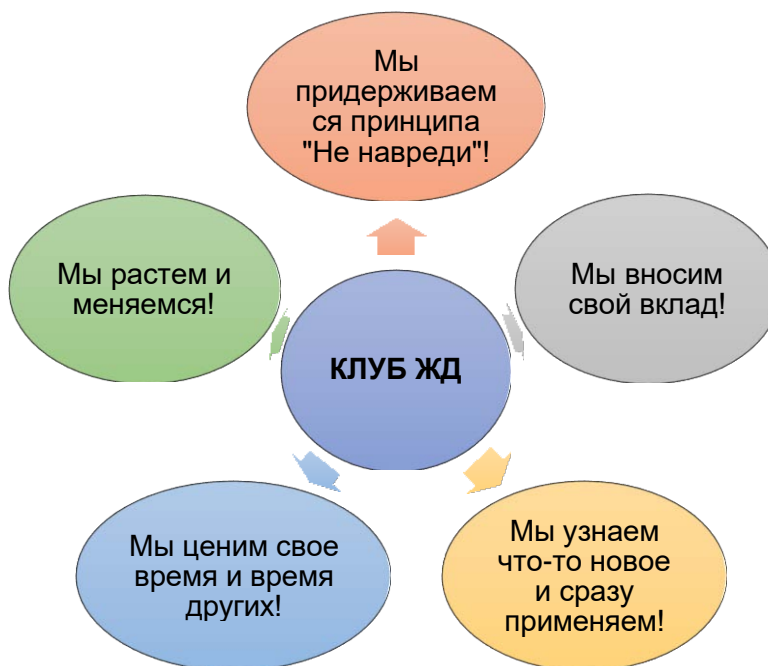 Мы
придерживаем
ся принципа
"Не навреди"!
Мы растем и
меняемся!
Мы вносим
свой вклад!
КЛУБ ЖД
Мы ценим свое
время и время
других!
Мы узнаем
что-то новое
и сразу
применяем!